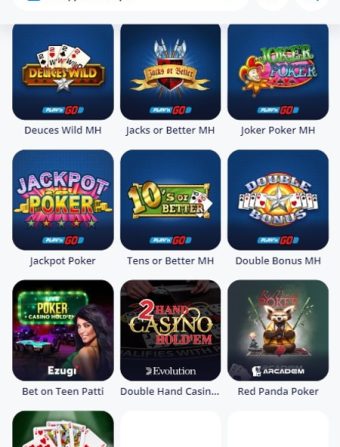 DEUCES WILD
PLAY'N GO
Jacks or Better
PLAY'N GO
JOKER
POKER
PLAY'N GO
Deuces Wild MH
Jacks or Better MH
Joker Poker MH
JACKPOT
POKER
PLAY'N GO
10's OR
BETTER
PLAY'N GO
DOUBLE
BONUS
PLAY'N GO
Jackpot Poker
Tens or Better MH
Double Bonus MH
LIVE
POKER
CASINO HOLD'EM
Ezugi
2 HAND
CASINO
HOLD'EM
Evolution
POKER
ARCADEM
Bet on Teen Patti
Double Hand Casin...
Red Panda Poker